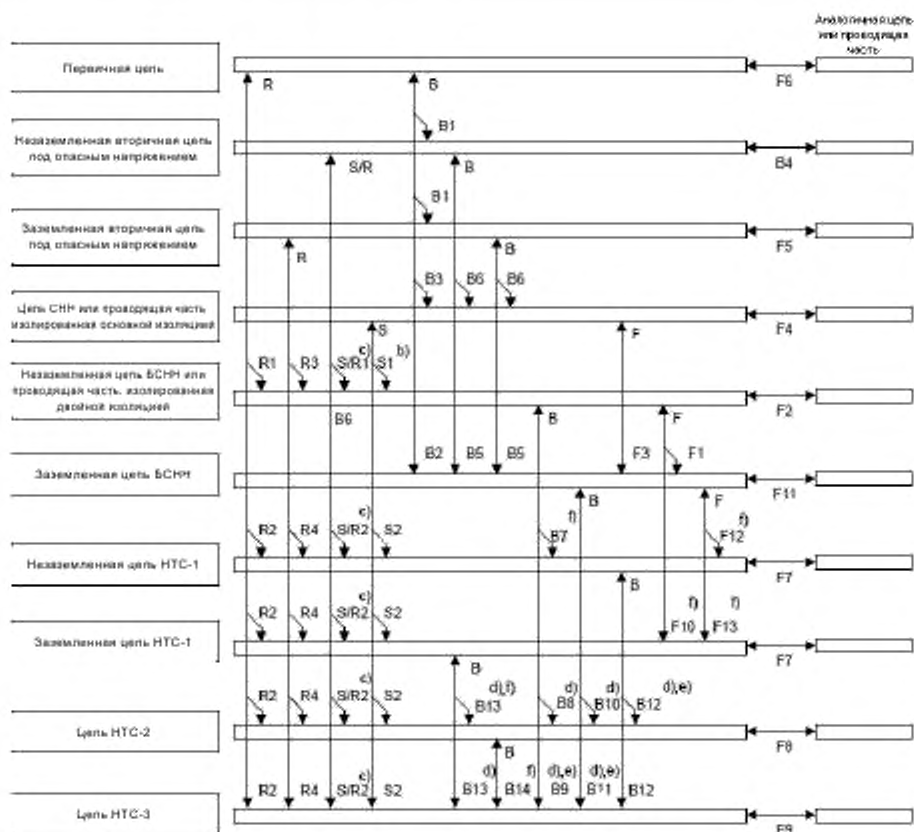 Аналогичная цепь
или проводящая
часть
Первичная цепь
R
B
F6
B1
Незаземленная вторичная цепь
под опасным напряжением
S/R
B
B4
B1
Заземленная вторичная цепь
под опасным напряжением
R
B
F5
B3
B6
B6
Цепь СНН или проводящая часть
изолированная основной изоляцией
S
F
F4
c)
b)
R1
R3
S/R1
S1
Незаземленная цепь БСНН или
проводящая часть, изолированная
двойной изоляцией
B6
B
F
F2
B2
B5
B5
F3
F1
Заземленная цепь БСНН
B
F
F11
c)
f)
f)
R2
R4
S/R2
S2
B7
F12
Незаземленная цепь НТС-1
B
F7
c)
f)
f)
R2
R4
S/R2
S2
F10
F13
Заземленная цепь НТС-1
B
F7
c)
d),f)
d)
d)
d),e)
R2
R4
S/R2
S2
B13
B8
B10
B12
Цепь НТС-2
B
F8
c)
d)
f)
d),e)
d),e)
R2
R4
S/R2
S2
B13
B14
B9
B11
B12
Цепь НТС-3
F9